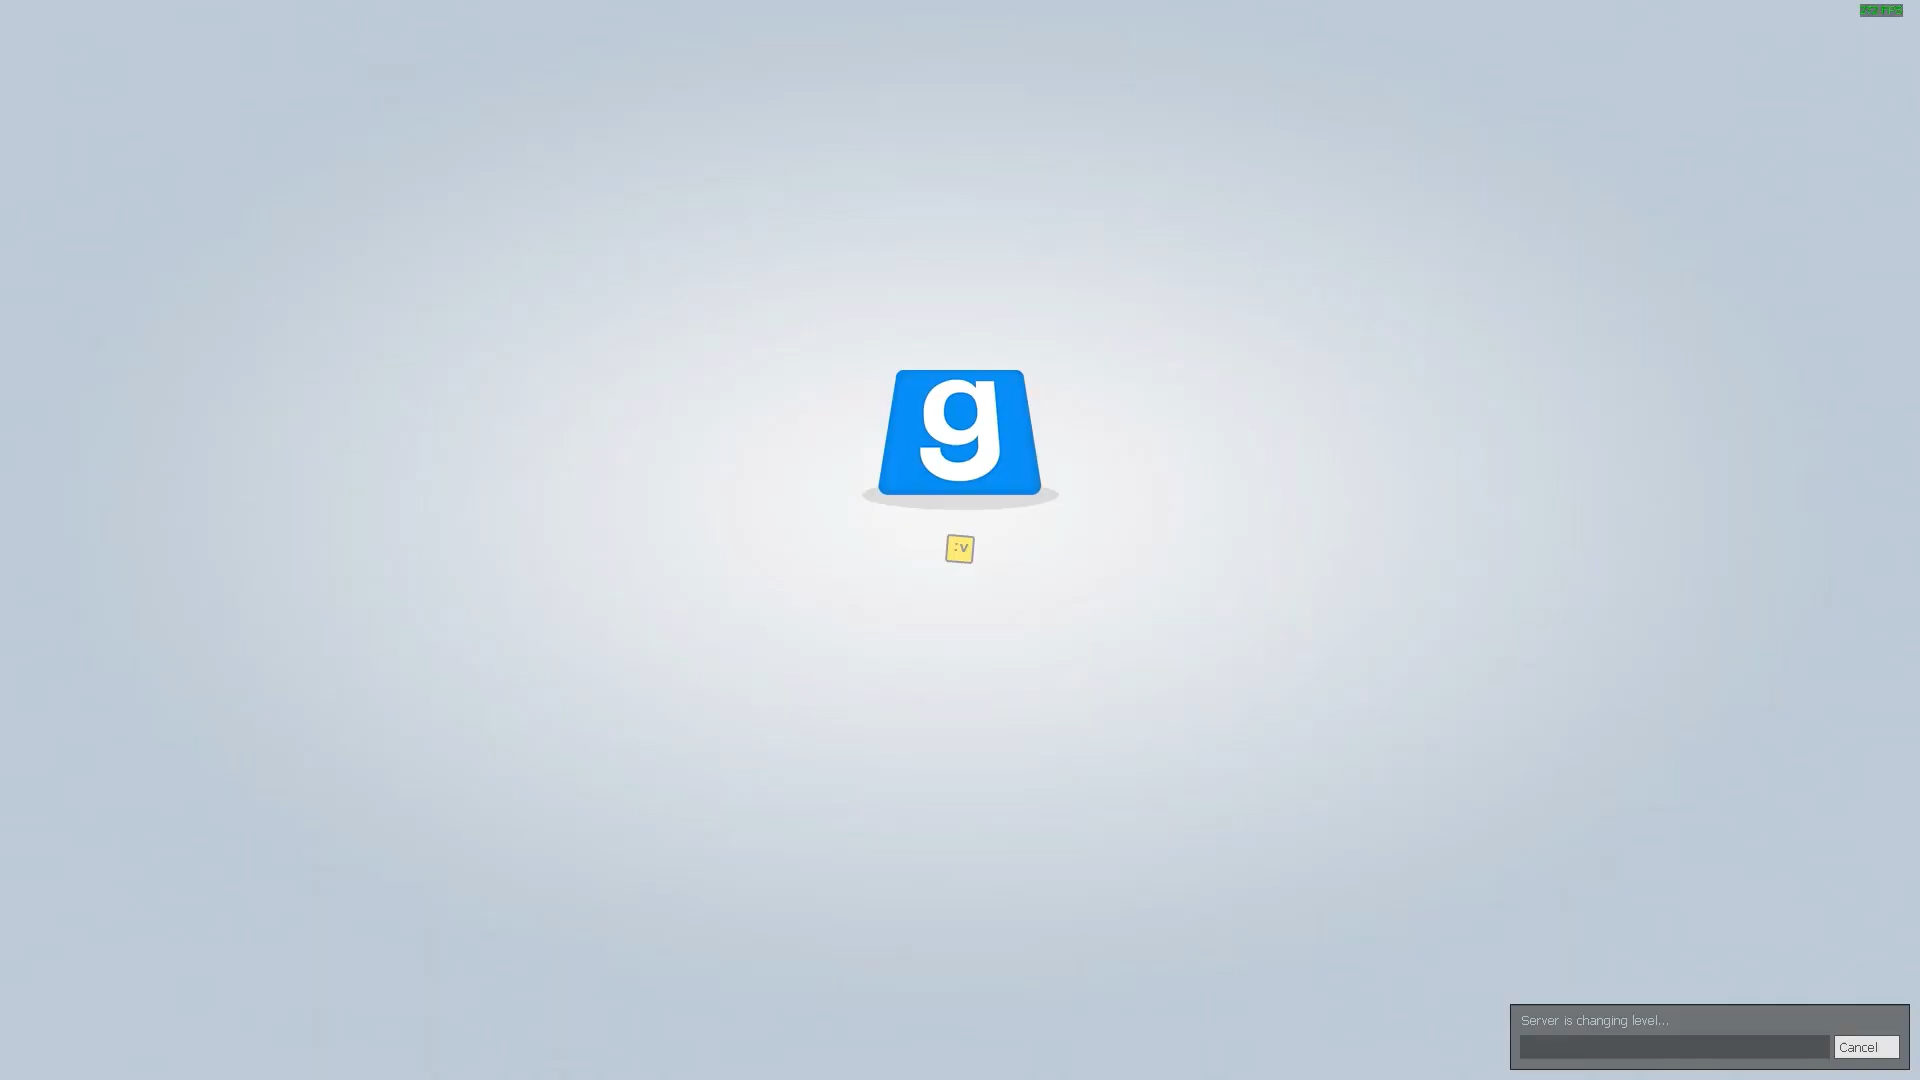 g
:v
Server is changing level...
Cancel